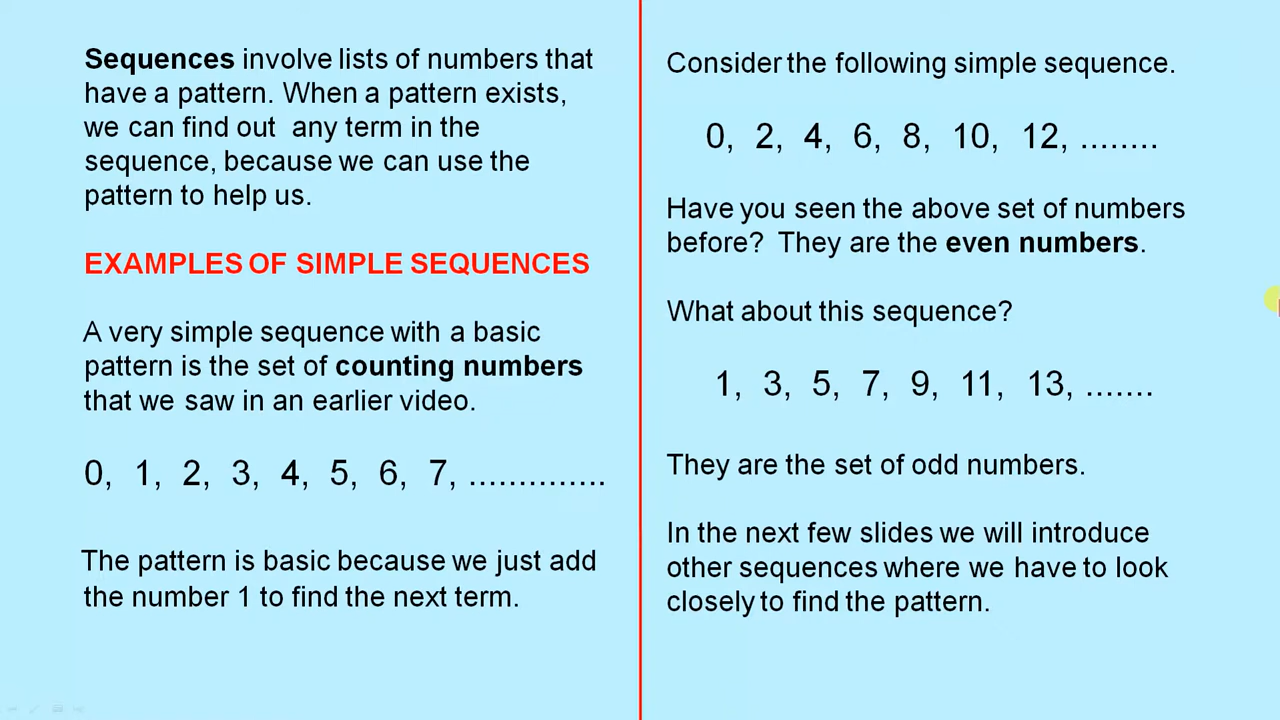 Sequences involve lists of numbers that
have a pattern. When a pattern exists,
we can find out any term in the
sequence, because we can use the
pattern to help us.
EXAMPLES OF SIMPLE SEQUENCES
A very simple sequence with a basic
pattern is the set of counting numbers
that we saw in an earlier video.
0, 1, 2, 3, 4, 5, 6, 7, ..............
The pattern is basic because we just add
the number 1 to find the next term.
Consider the following simple sequence.
0, 2, 4, 6, 8, 10, 12, ........
Have you seen the above set of numbers
before? They are the even numbers.
What about this sequence?
1, 3, 5, 7, 9, 11, 13, .......
They are the set of odd numbers.
In the next few slides we will introduce
other sequences where we have to look
closely to find the pattern.